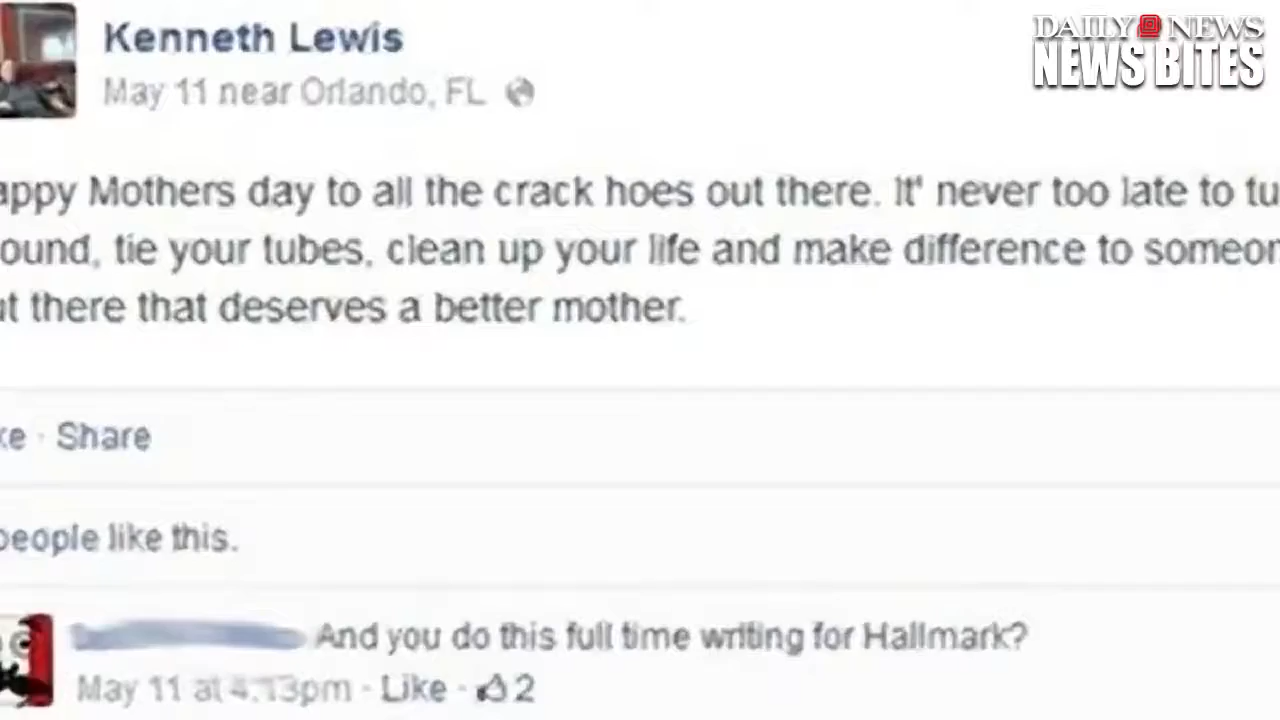 Kenneth Lewis
DAILY NEWS
NEWS BITES
May 11 near Orlando, FL
appy Mothers day to all the crack hoes out there. It' never too late to tu
ound, tie your tubes, clean up your life and make difference to someor
ut there that deserves a better mother.
ke · Share
people like this.
And you do this full time writing for Hallmark?
May 11 at 4:13pm · Like · 2